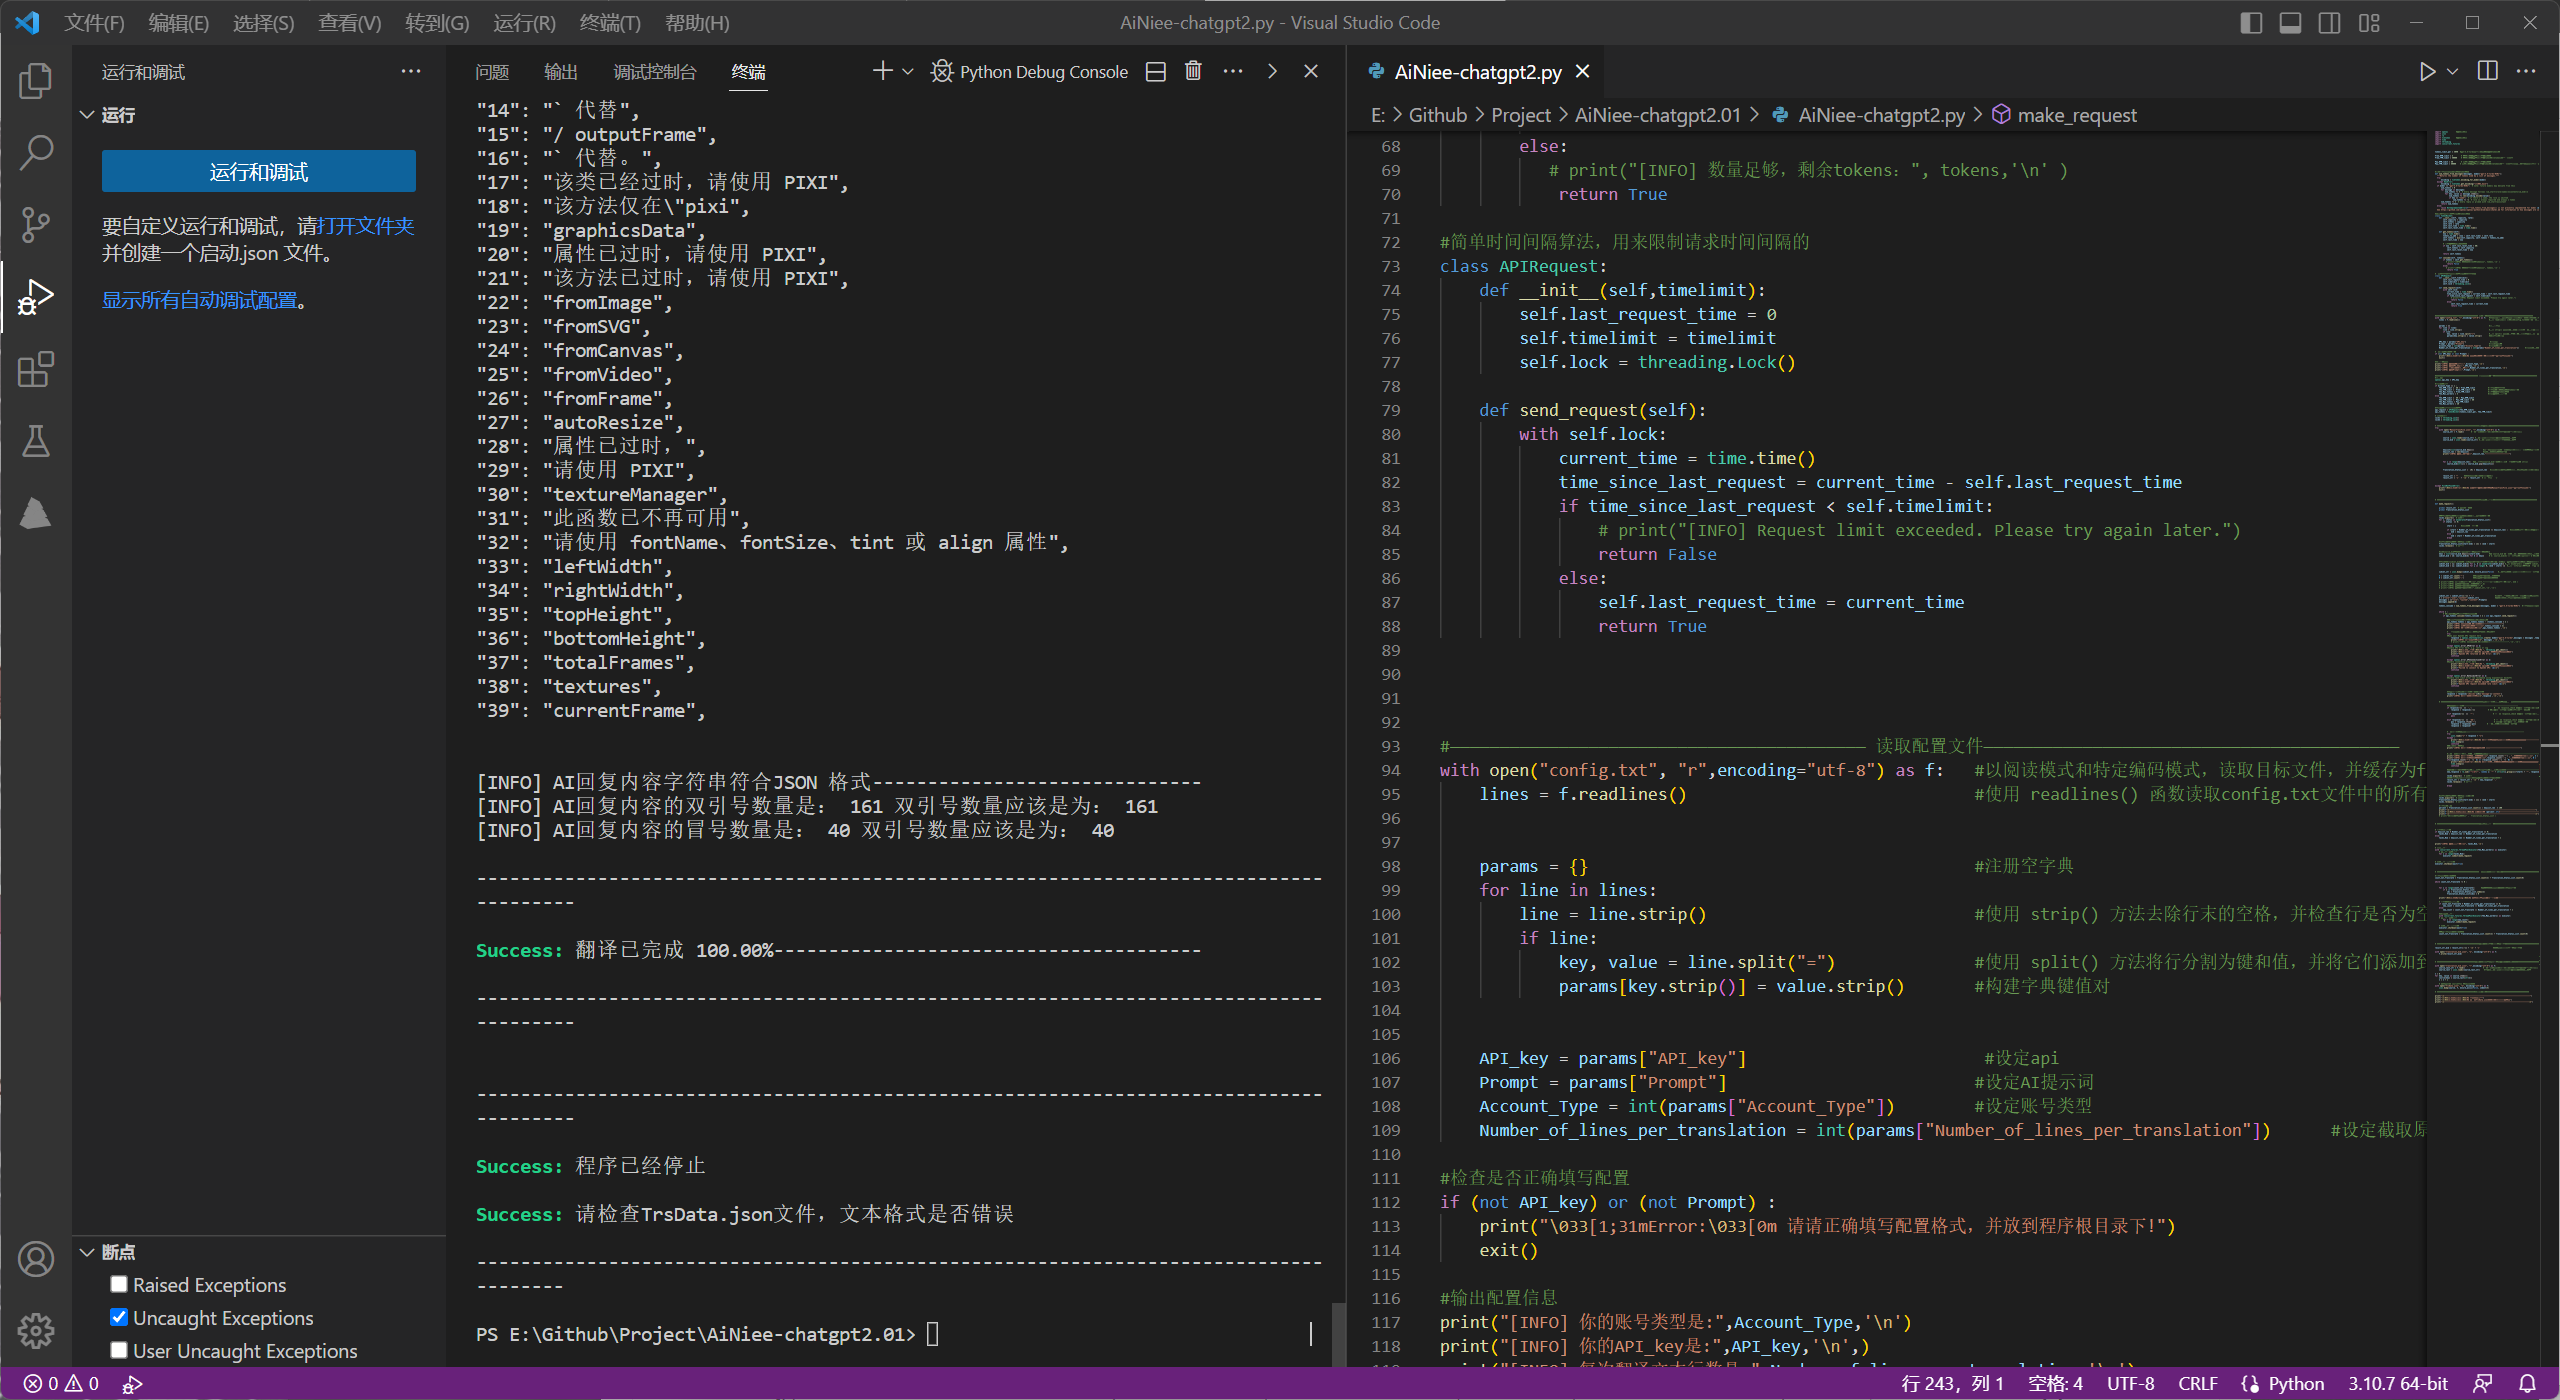 文件(F) 编辑(E) 选择(S) 查看(V) 转到(G) 运行(R) 终端(T) 帮助(H)
AiNiee-chatgpt2.py - Visual Studio Code
运行和调试
运行
运行和调试
要自定义运行和调试，请打开文件夹
并创建一个启动.json 文件。
显示所有自动调试配置。
断点
Raised Exceptions
Uncaught Exceptions
User Uncaught Exceptions
问题 输出 调试控制台 终端
Python Debug Console
"14": "` 代替",
"15": "/ outputFrame",
"16": "` 代替。",
"17": "该类已经过时，请使用 PIXI",
"18": "该方法仅在\"pixi",
"19": "graphicsData",
"20": "属性已过时，请使用 PIXI",
"21": "该方法已过时，请使用 PIXI",
"22": "fromImage",
"23": "fromSVG",
"24": "fromCanvas",
"25": "fromVideo",
"26": "fromFrame",
"27": "autoResize",
"28": "属性已过时，",
"29": "请使用 PIXI",
"30": "textureManager",
"31": "此函数已不再可用",
"32": "请使用 fontName、fontSize、tint 或 align 属性",
"33": "leftWidth",
"34": "rightWidth",
"35": "topHeight",
"36": "bottomHeight",
"37": "totalFrames",
"38": "textures",
"39": "currentFrame",
[INFO] AI回复内容字符串符合JSON 格式------------------------------
[INFO] AI回复内容的双引号数量是： 161 双引号数量应该是为： 161
[INFO] AI回复内容的冒号数量是： 40 双引号数量应该是为： 40
-----------------------------------------------------------------------------
---------
Success: 翻译已完成 100.00%---------------------------------------
-----------------------------------------------------------------------------
---------
-----------------------------------------------------------------------------
---------
Success: 程序已经停止
Success: 请检查TrsData.json文件，文本格式是否错误
-----------------------------------------------------------------------------
--------
PS E:\Github\Project\AiNiee-chatgpt2.01>
AiNiee-chatgpt2.py
E: > Github > Project > AiNiee-chatgpt2.01 > AiNiee-chatgpt2.py > make_request
68 else:
69 # print("[INFO] 数量足够，剩余tokens：", tokens,'\n' )
70 return True
71
72 #简单时间间隔算法，用来限制请求时间间隔的
73 class APIRequest:
74 def __init__(self,timelimit):
75 self.last_request_time = 0
76 self.timelimit = timelimit
77 self.lock = threading.Lock()
78
79 def send_request(self):
80 with self.lock:
81 current_time = time.time()
82 time_since_last_request = current_time - self.last_request_time
83 if time_since_last_request < self.timelimit:
84 # print("[INFO] Request limit exceeded. Please try again later.")
85 return False
86 else:
87 self.last_request_time = current_time
88 return True
89
90
91
92
93 #—————————————————————————————— 读取配置文件——————————————————————————————
94 with open("config.txt", "r",encoding="utf-8") as f: #以阅读模式和特定编码模式，读取目标文件，并缓存为f
95 lines = f.readlines() #使用 readlines() 函数读取config.txt文件中的所有
96
97
98 params = {} #注册空字典
99 for line in lines:
100 line = line.strip() #使用 strip() 方法去除行末的空格，并检查行是否为空
101 if line:
102 key, value = line.split("=") #使用 split() 方法将行分割为键和值，并将它们添加到
103 params[key.strip()] = value.strip() #构建字典键值对
104
105
106 API_key = params["API_key"] #设定api
107 Prompt = params["Prompt"] #设定AI提示词
108 Account_Type = int(params["Account_Type"]) #设定账号类型
109 Number_of_lines_per_translation = int(params["Number_of_lines_per_translation"]) #设定截取原
110
111 #检查是否正确填写配置
112 if (not API_key) or (not Prompt) :
113 print("\033[1;31mError:\033[0m 请请正确填写配置格式，并放到程序根目录下!")
114 exit()
115
116 #输出配置信息
117 print("[INFO] 你的账号类型是:",Account_Type,'\n')
118 print("[INFO] 你的API_key是:",API_key,'\n',)
0 0
行 243，列 1 空格: 4 UTF-8 CRLF Python 3.10.7 64-bit